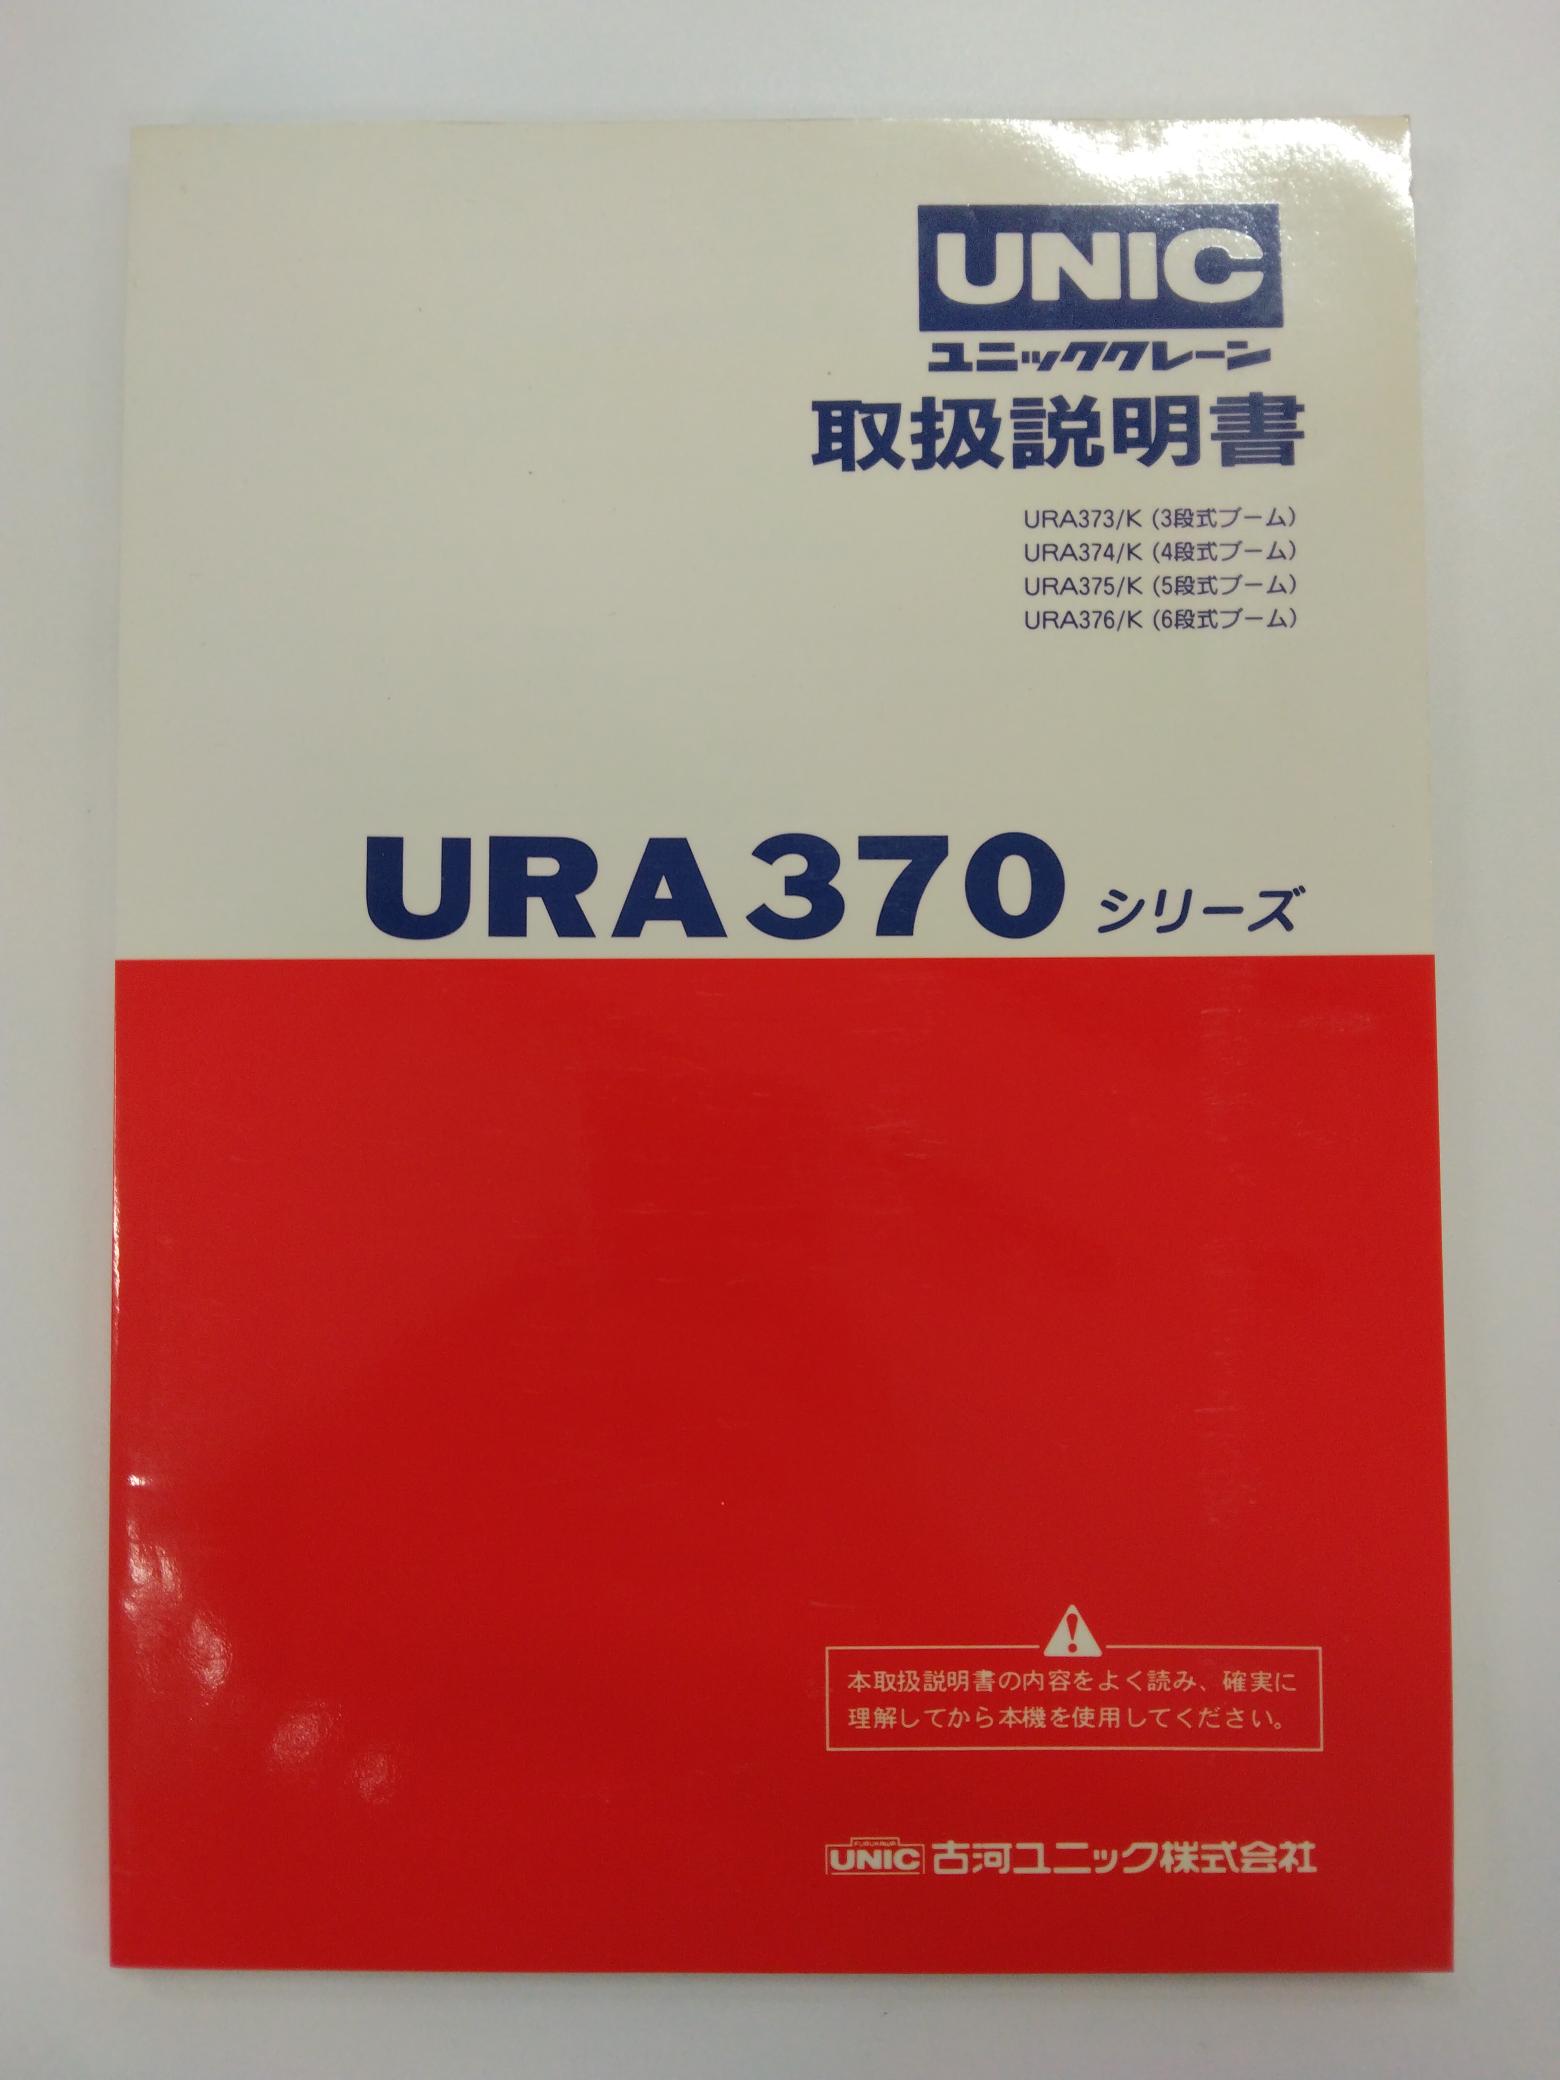 UNIC
ユニッククレーン
取扱説明書
URA373/K (3段式ブーム)
URA374/K (4段式ブーム)
URA375/K (5段式ブーム)
URA376/K (6段式ブーム)
URA370 シリーズ
本取扱説明書の内容をよく読み、確実に
理解してから本機を使用してください。
FURUKAWA
UNIC 古河ユニック株式会社